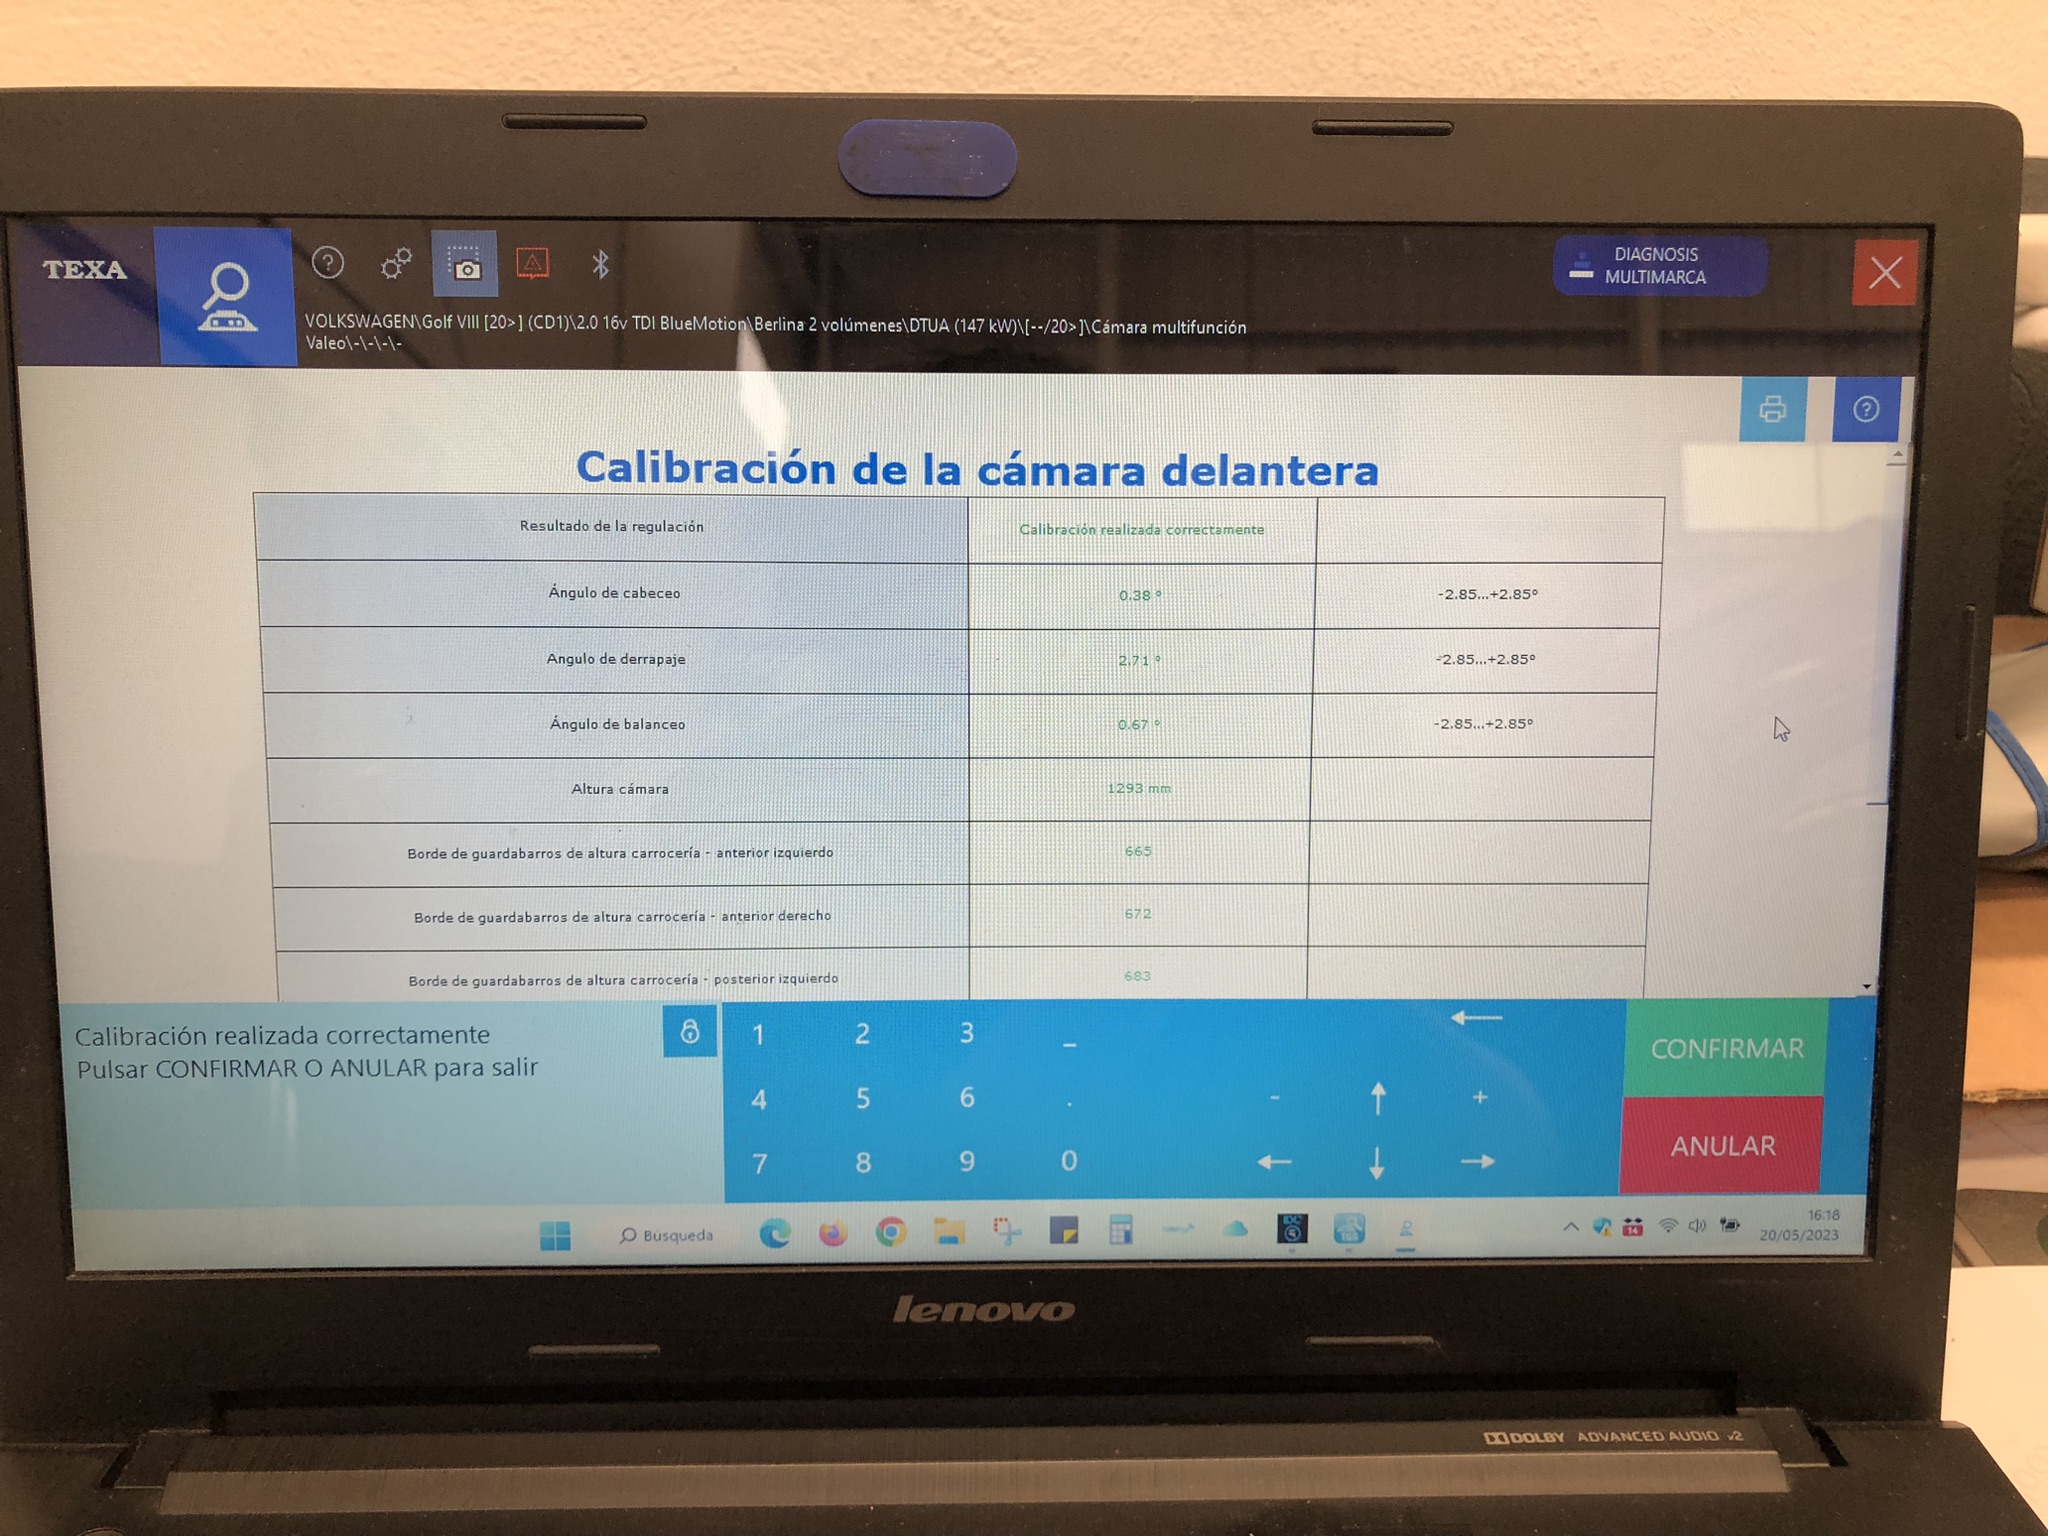 TEXA
DIAGNOSIS
MULTIMARCA
VOLKSWAGEN\Golf VIII [20>] (CD1)\2.0 16v TDI BlueMotion\Berlina 2 volúmenes\DTUA (147 kW)\[--/20>]\Cámara multifunción
Valeo\-\-\-\-
Calibración de la cámara delantera
Resultado de la regulación Calibración realizada correctamente
Ángulo de cabeceo 0.38 º -2.85...+2.85º
Angulo de derrapaje 2.71 º -2.85...+2.85º
Ángulo de balanceo 0.67 º -2.85...+2.85º
Altura cámara 1293 mm
Borde de guardabarros de altura carrocería - anterior izquierdo 665
Borde de guardabarros de altura carrocería - anterior derecho 672
Borde de guardabarros de altura carrocería - posterior izquierdo 683
Calibración realizada correctamente
Pulsar CONFIRMAR O ANULAR para salir
1 2 3 _
4 5 6 . - +
7 8 9 0
CONFIRMAR
ANULAR
Búsqueda
14
16:18
20/05/2023
lenovo
DOLBY ADVANCED AUDIO v2